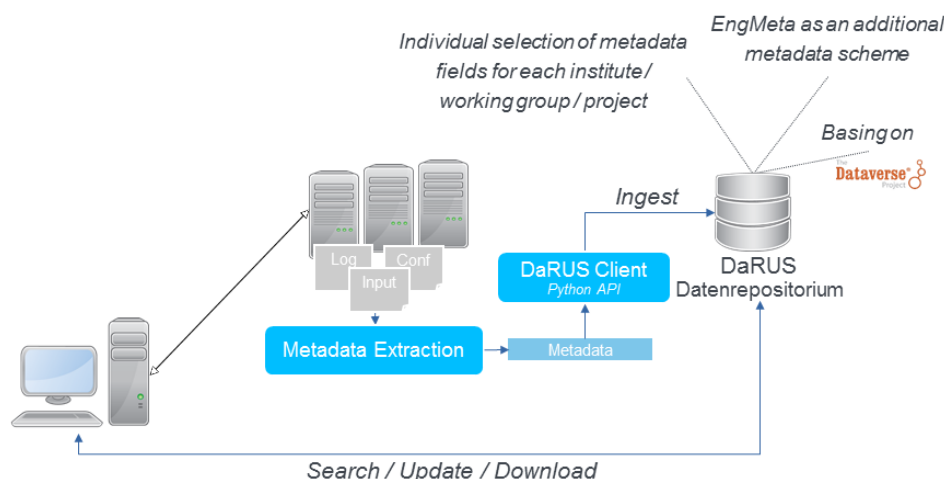 Individual selection of metadata
fields for each institute /
working group / project
EngMeta as an additional
metadata scheme
Basing on
The
Dataverse®
Project
Ingest
Log
Conf
Input
DaRUS Client
Python API
DaRUS
Datenrepositorium
Metadata Extraction
Metadata
Search / Update / Download